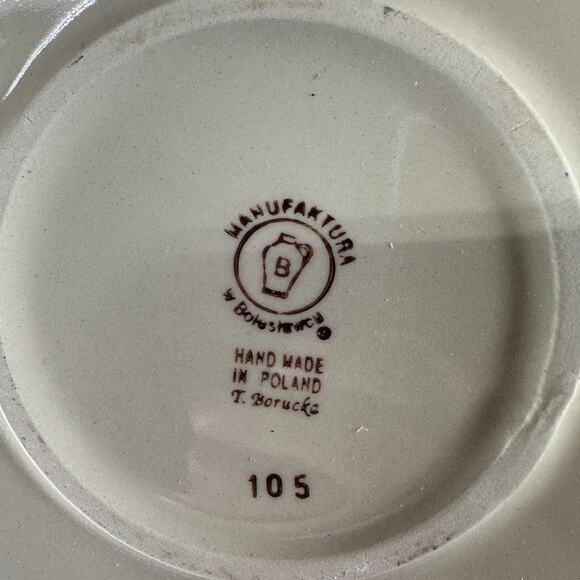 MANUFAKTURA
B
w Bolesławcu
®
HAND MADE
IN POLAND
T. Borucka
105